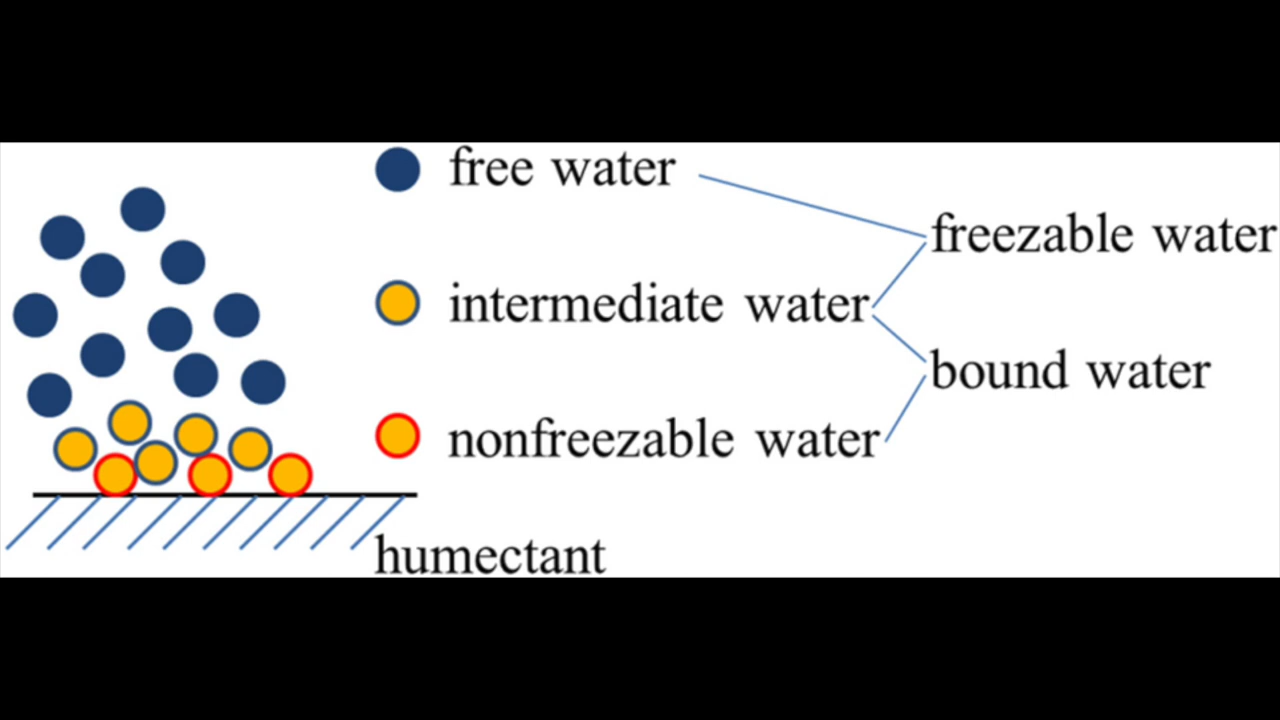 free water
freezable water
intermediate water
bound water
nonfreezable water
humectant